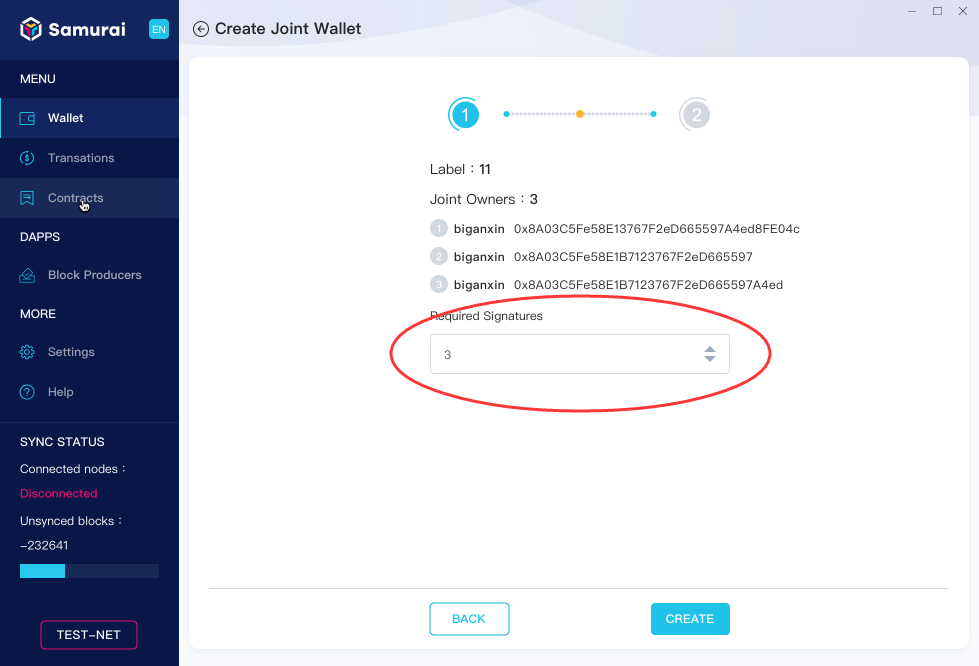 Samurai EN
Create Joint Wallet
MENU
Wallet
Transations
Contracts
DAPPS
Block Producers
MORE
Settings
Help
SYNC STATUS
Connected nodes：
Disconnected
Unsynced blocks：
-232641
TEST-NET
1 2
Label：11
Joint Owners：3
1 biganxin 0x8A03C5Fe58E13767F2eD665597A4ed8FE04c
2 biganxin 0x8A03C5Fe58E1B7123767F2eD665597
3 biganxin 0x8A03C5Fe58E1B7123767F2eD665597A4ed
Required Signatures
3
BACK CREATE